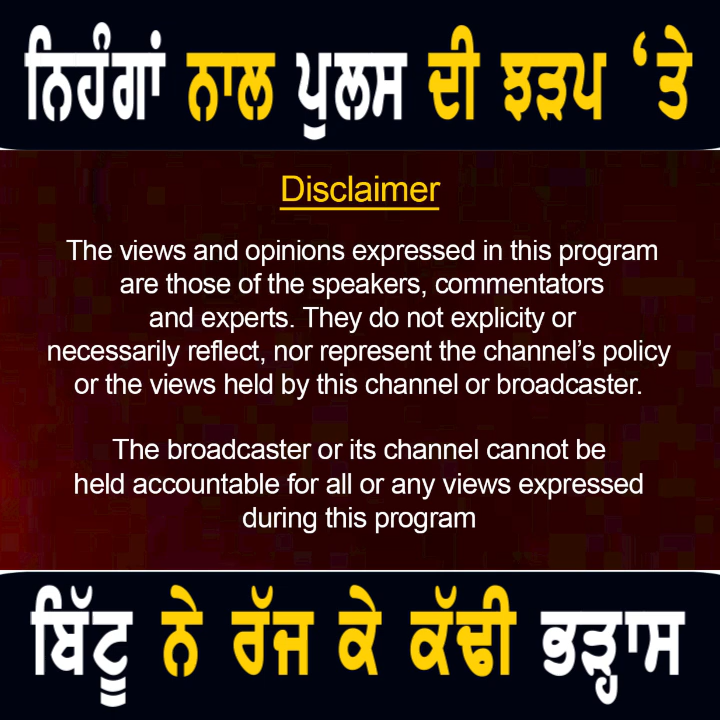 ਨਿਹੰਗਾਂ ਨਾਲ ਪੁਲਸ ਦੀ ਝੜਪ ‘ਤੇ
Disclaimer
The views and opinions expressed in this program
are those of the speakers, commentators
and experts. They do not explicity or
necessarily reflect, nor represent the channel’s policy
or the views held by this channel or broadcaster.
The broadcaster or its channel cannot be
held accountable for all or any views expressed
during this program
ਬਿੱਟੂ ਨੇ ਰੱਜ ਕੇ ਕੱਢੀ ਭੜ੍ਹਾਸ